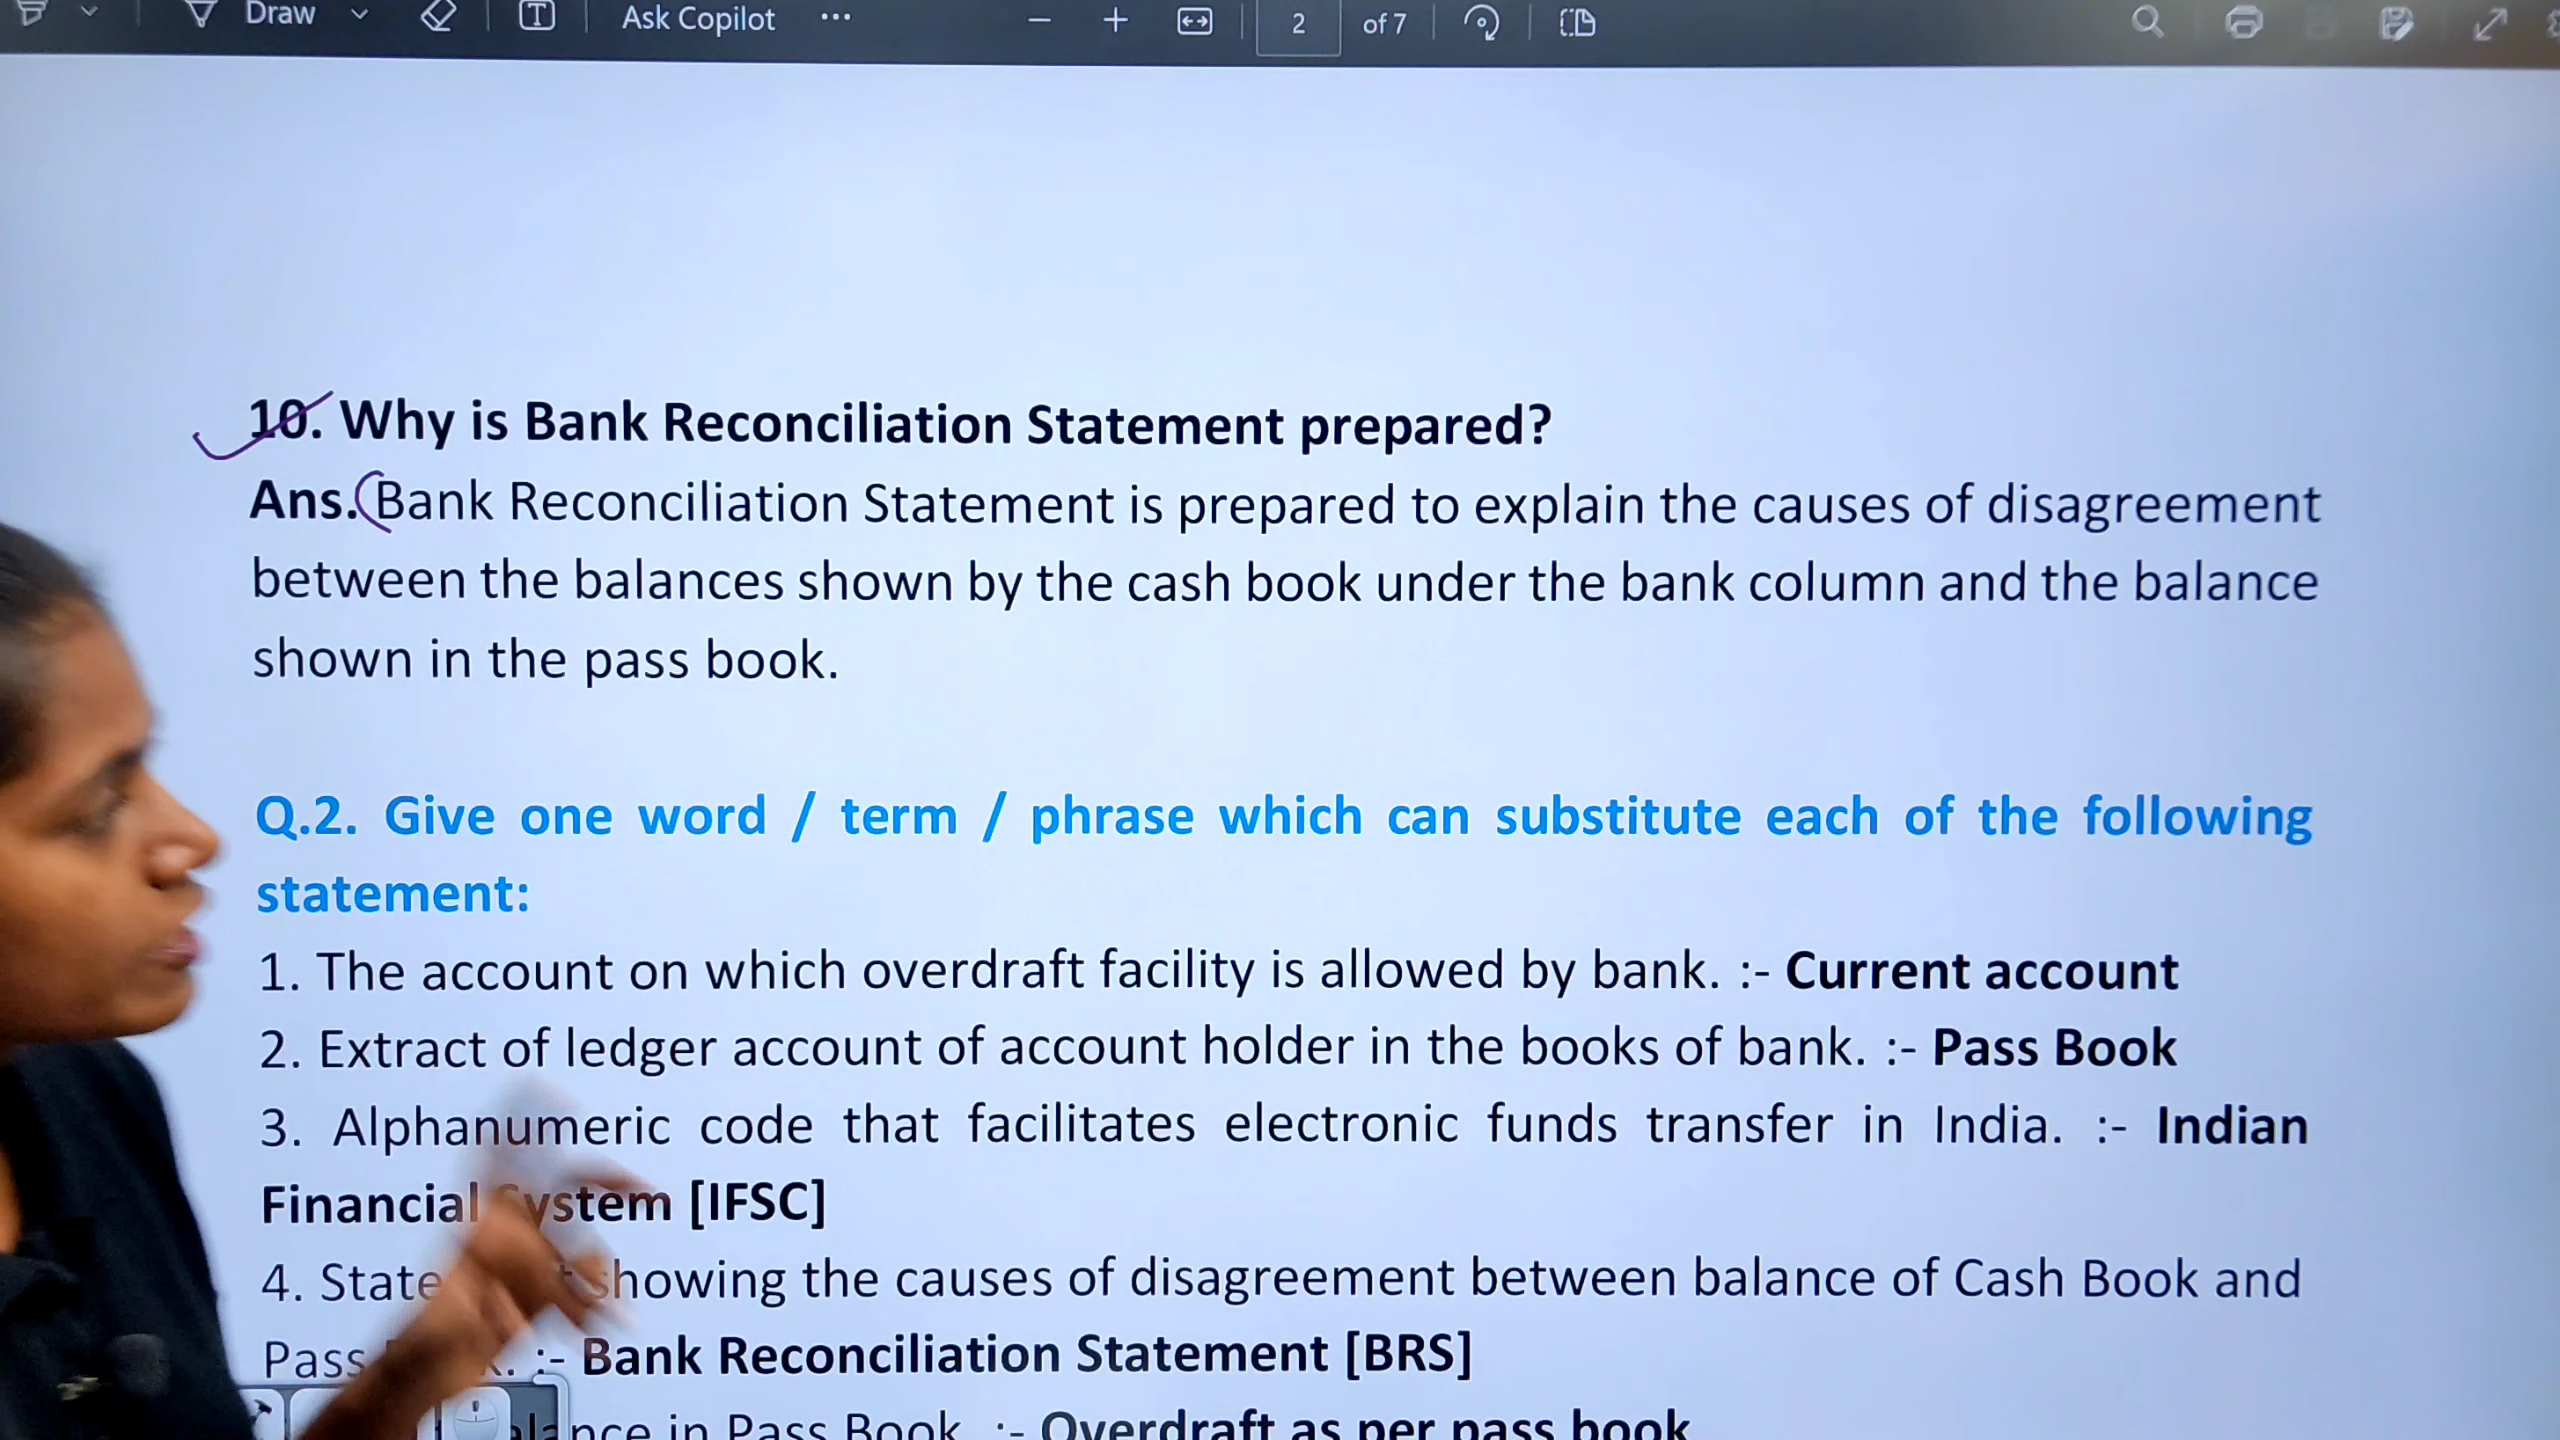 Draw Ask Copilot ... 2 of 7
10. Why is Bank Reconciliation Statement prepared?
Ans. Bank Reconciliation Statement is prepared to explain the causes of disagreement
between the balances shown by the cash book under the bank column and the balance
shown in the pass book.
Q.2. Give one word / term / phrase which can substitute each of the following
statement:
1. The account on which overdraft facility is allowed by bank. :- Current account
2. Extract of ledger account of account holder in the books of bank. :- Pass Book
3. Alphanumeric code that facilitates electronic funds transfer in India. :- Indian
Financial System [IFSC]
4. showing the causes of disagreement between balance of Cash Book and
Pass :- Bank Reconciliation Statement [BRS]
in Pass Book. :- Overdraft as per pass book